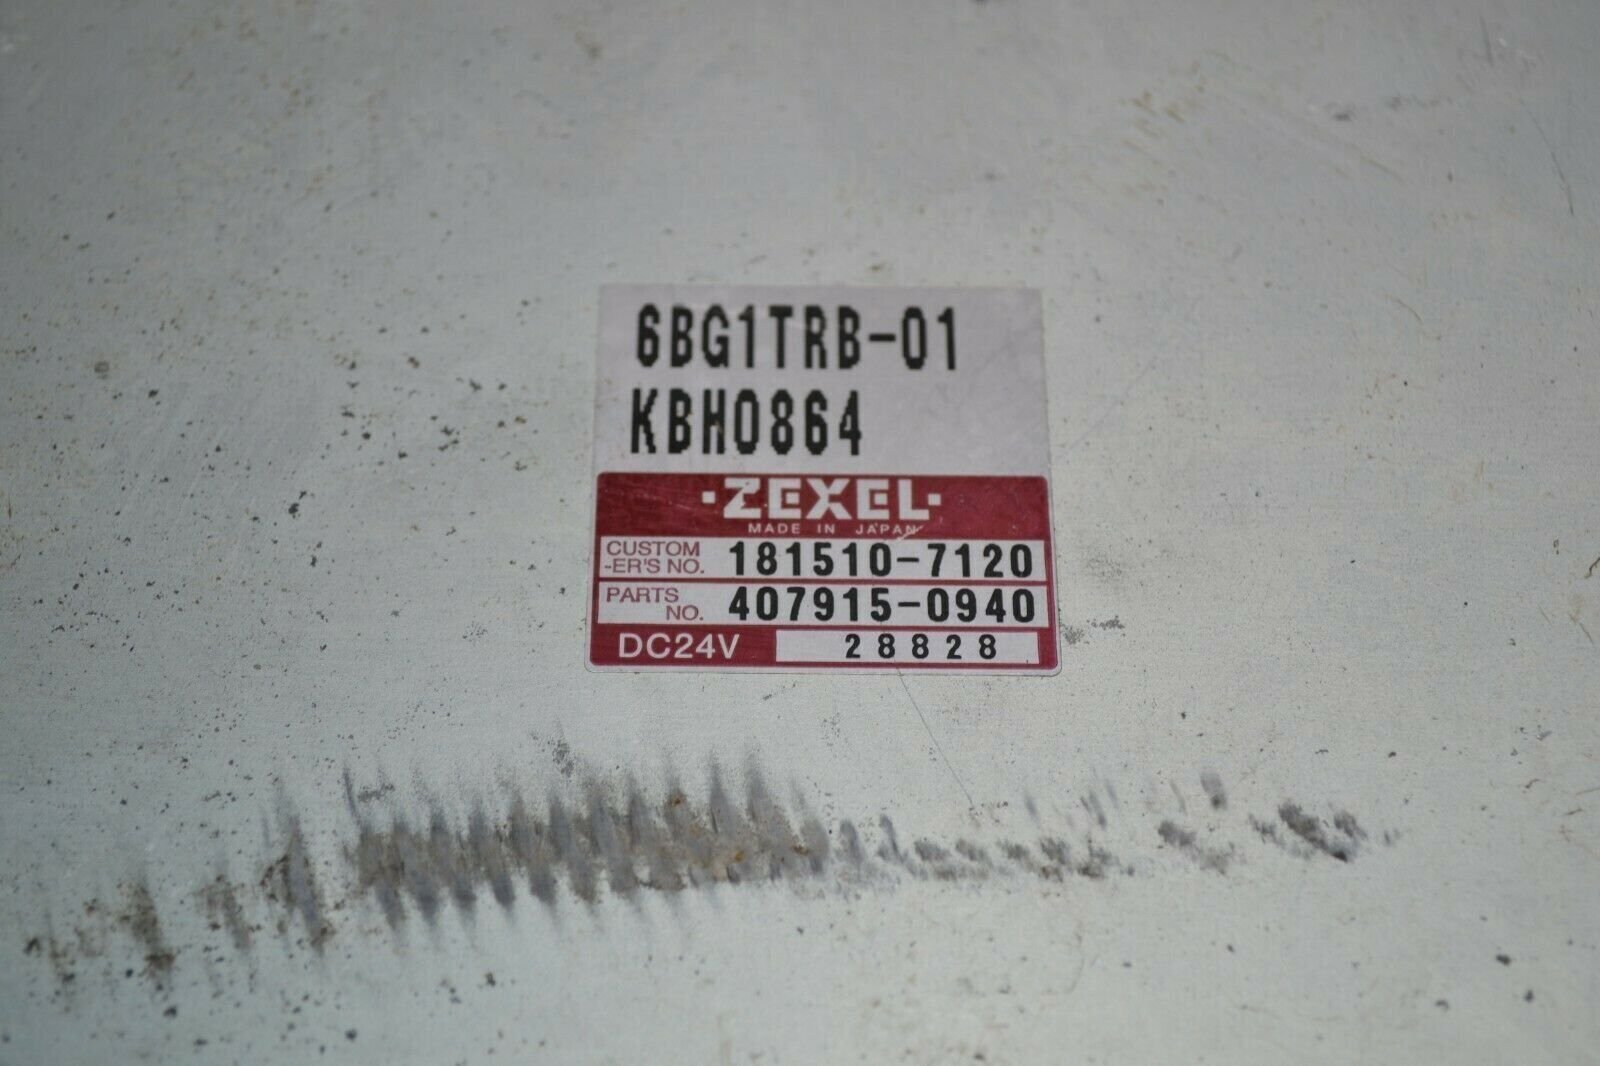 6BG1TRB-01
KBH0864
·ZEXEL·
MADE IN JAPAN
CUSTOM
-ER'S NO. 181510-7120
PARTS
NO. 407915-0940
DC24V 28828